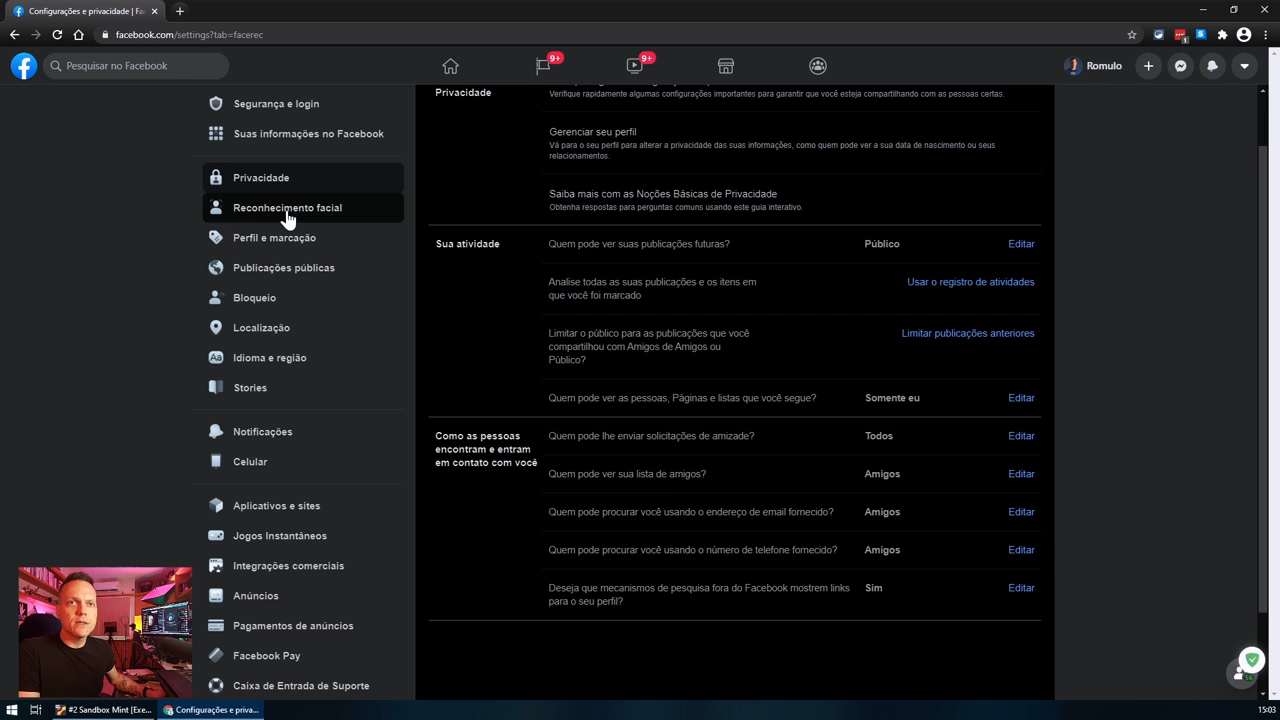 Configurações e privacidade | Fac
facebook.com/settings?tab=facerec
1
Pesquisar no Facebook
9+
9+
Romulo
Segurança e login
Suas informações no Facebook
Privacidade
Reconhecimento facial
Perfil e marcação
Publicações públicas
Bloqueio
Localização
Aa Idioma e região
Stories
Notificações
Celular
Aplicativos e sites
Jogos Instantâneos
Integrações comerciais
Anúncios
Pagamentos de anúncios
Facebook Pay
Caixa de Entrada de Suporte
Privacidade
Verifique rapidamente algumas configurações importantes para garantir que você esteja compartilhando com as pessoas certas.
Gerenciar seu perfil
Vá para o seu perfil para alterar a privacidade das suas informações, como quem pode ver a sua data de nascimento ou seus
relacionamentos.
Saiba mais com as Noções Básicas de Privacidade
Obtenha respostas para perguntas comuns usando este guia interativo.
Sua atividade
Quem pode ver suas publicações futuras? Público Editar
Analise todas as suas publicações e os itens em
que você foi marcado
Usar o registro de atividades
Limitar o público para as publicações que você
compartilhou com Amigos de Amigos ou
Público?
Limitar publicações anteriores
Quem pode ver as pessoas, Páginas e listas que você segue? Somente eu Editar
Como as pessoas
encontram e entram
em contato com você
Quem pode lhe enviar solicitações de amizade? Todos Editar
Quem pode ver sua lista de amigos? Amigos Editar
Quem pode procurar você usando o endereço de email fornecido? Amigos Editar
Quem pode procurar você usando o número de telefone fornecido? Amigos Editar
Deseja que mecanismos de pesquisa fora do Facebook mostrem links
para o seu perfil?
Sim Editar
56
#2 Sandbox Mint [Exe...
Configurações e priva...
15:03